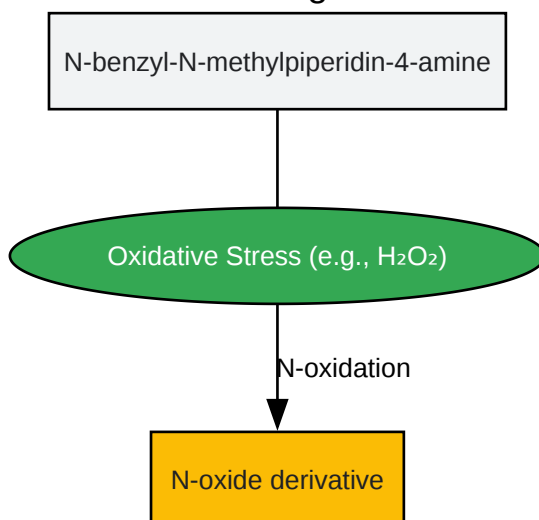 N-benzyl-N-methylpiperidin-4-amine
Oxidative Stress (e.g., H₂O₂)
N-oxidation
N-oxide derivative